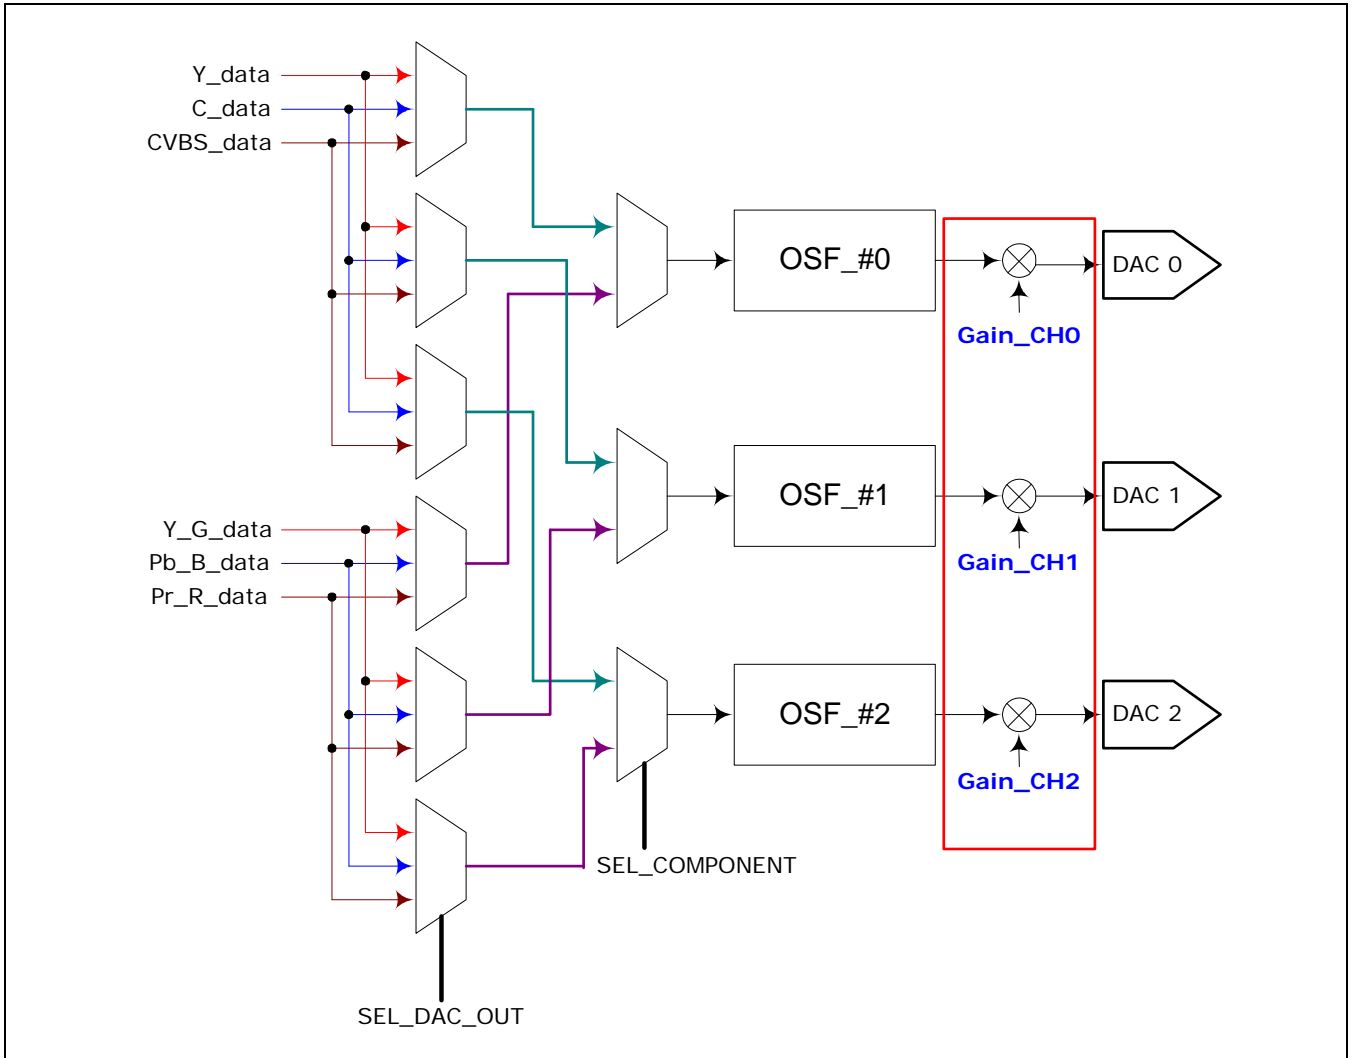 Y_data
C_data
CVBS_data
OSF_#0
DAC 0
Gain_CH0
OSF_#1
DAC 1
Y_G_data
Pb_B_data
Gain_CH1
Pr_R_data
OSF_#2
DAC 2
Gain_CH2
SEL_COMPONENT
SEL_DAC_OUT